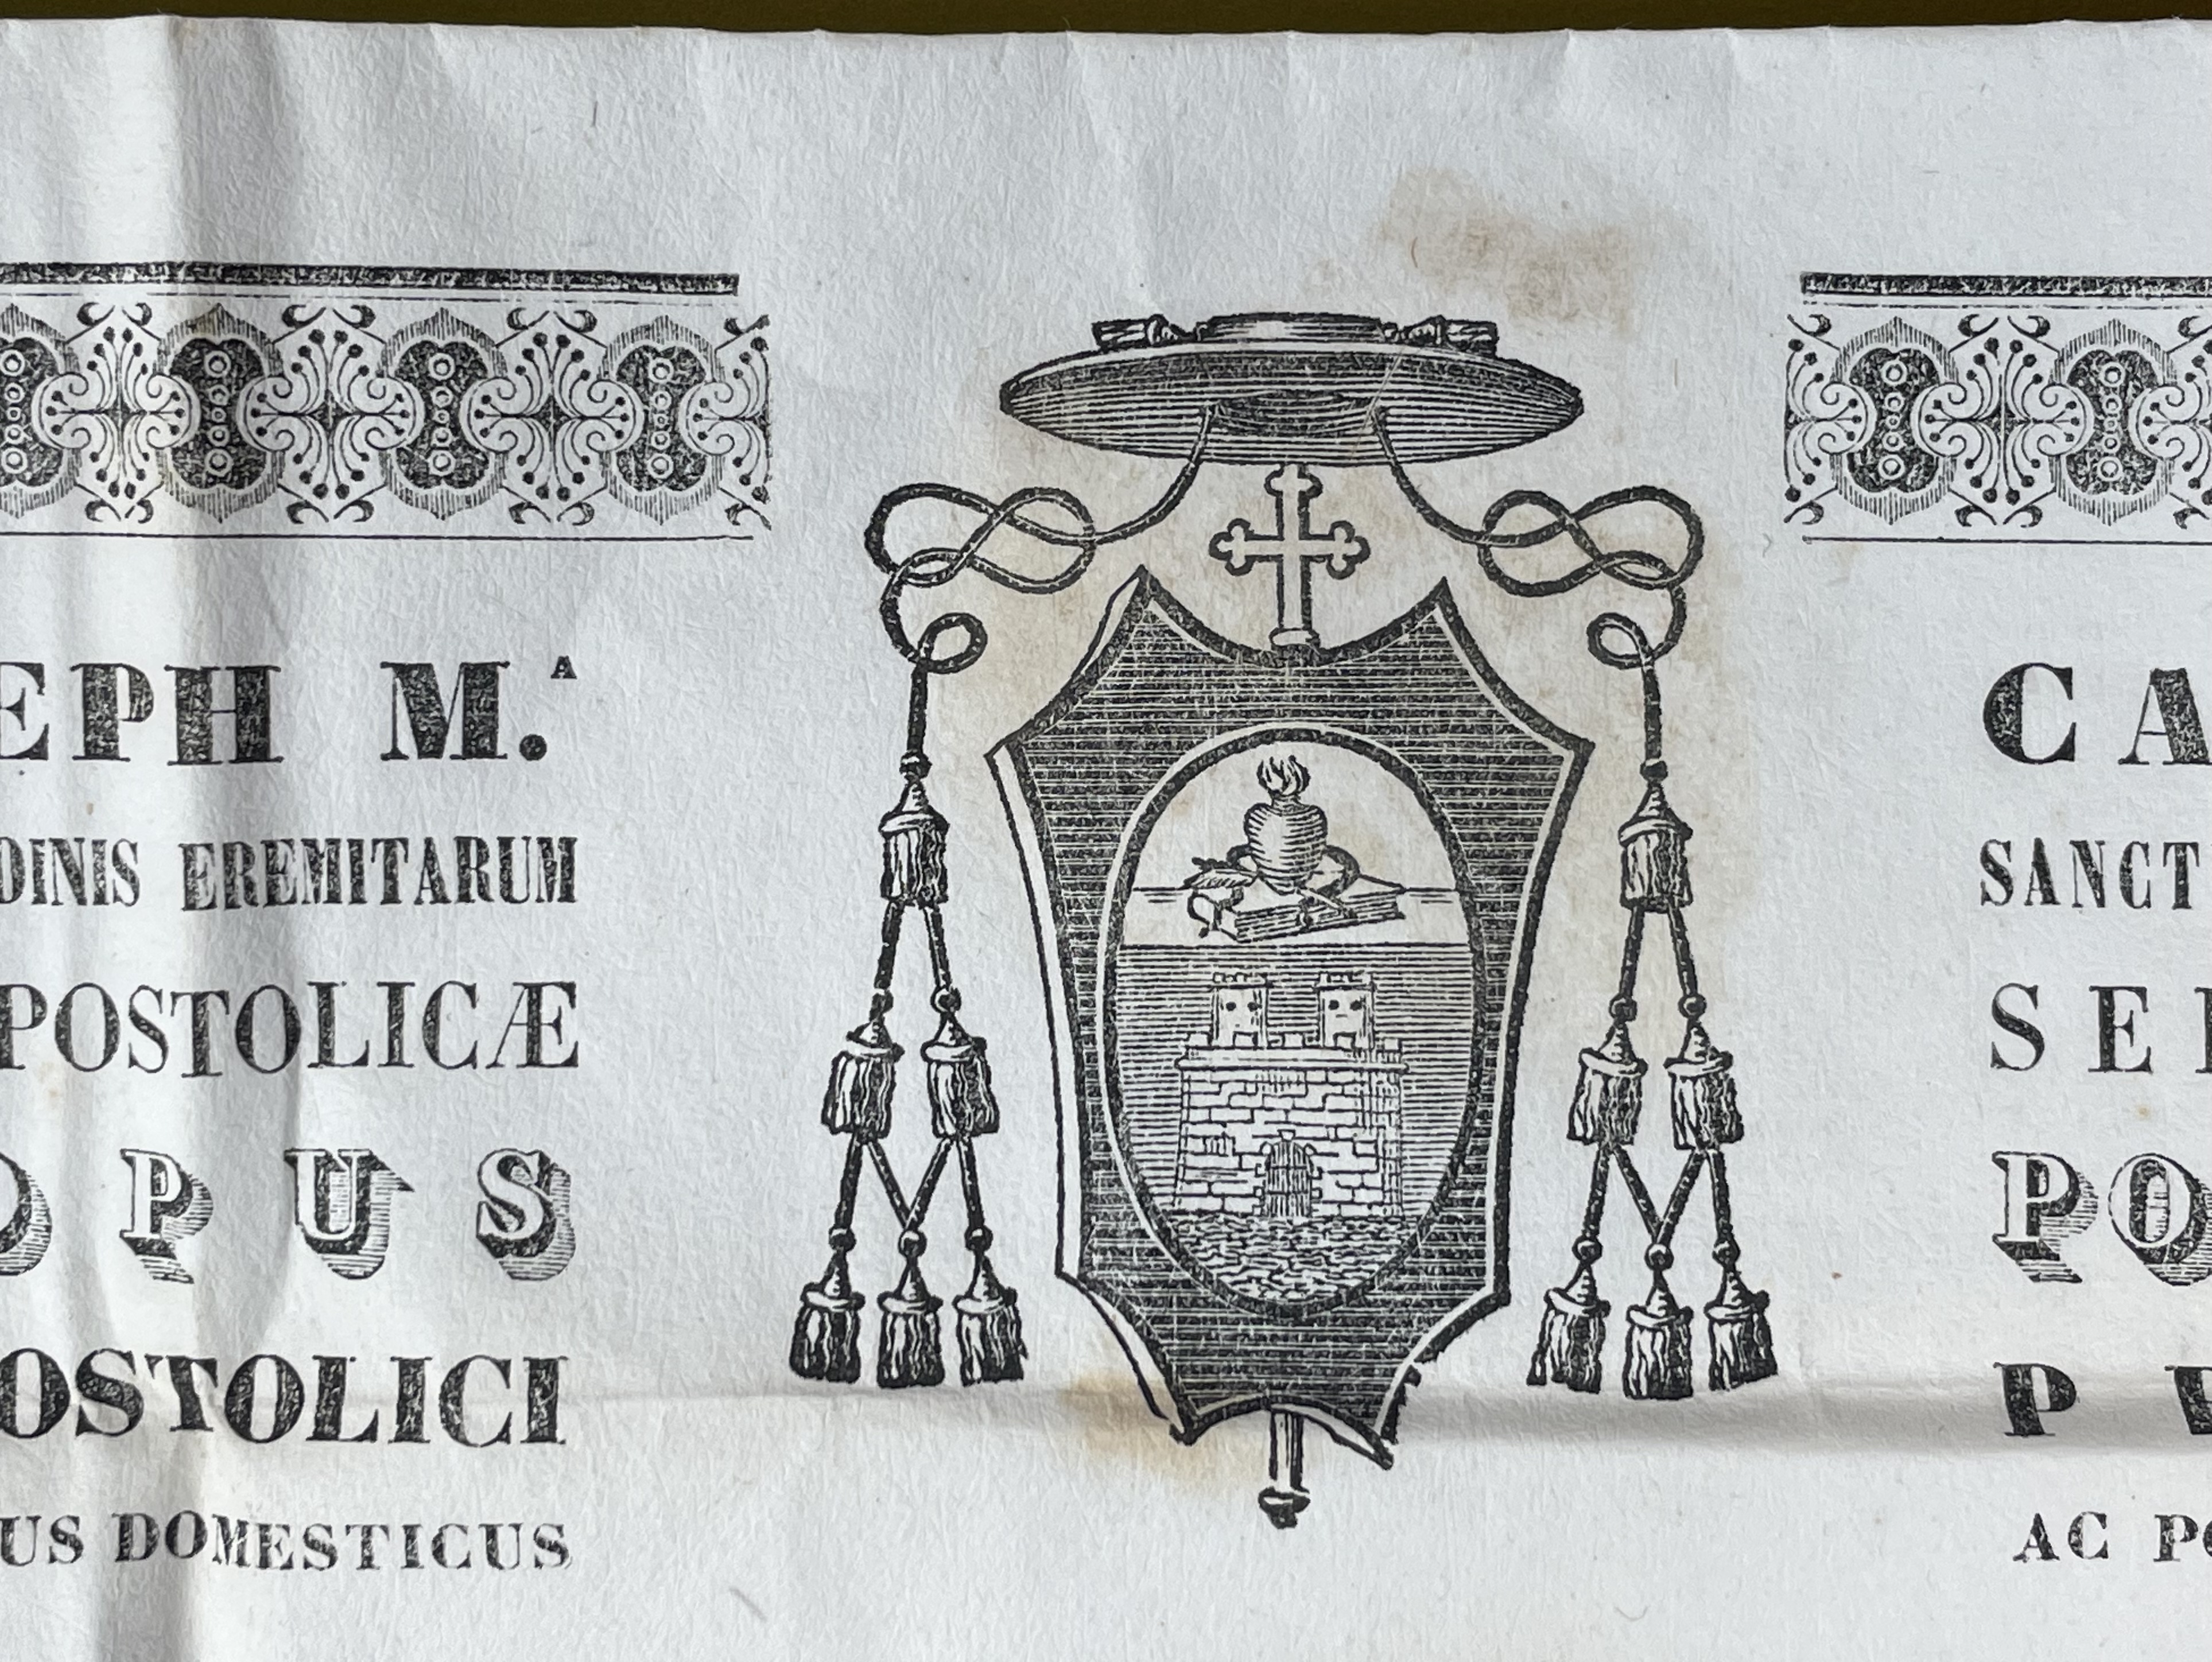 EPH M.ᴬ CA
DINIS EREMITARUM SANCT
POSTOLICÆ SE
OPUS PO
OSTOLICI P
US DOMESTICUS AC PO